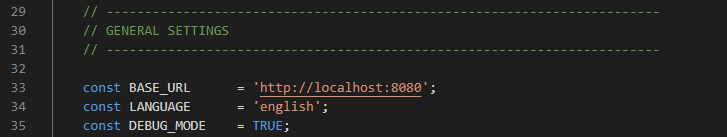 29 // ------------------------------------------------------------------------
30 // GENERAL SETTINGS
31 // ------------------------------------------------------------------------
32
33 const BASE_URL      = 'http://localhost:8080';
34 const LANGUAGE      = 'english';
35 const DEBUG_MODE    = TRUE;